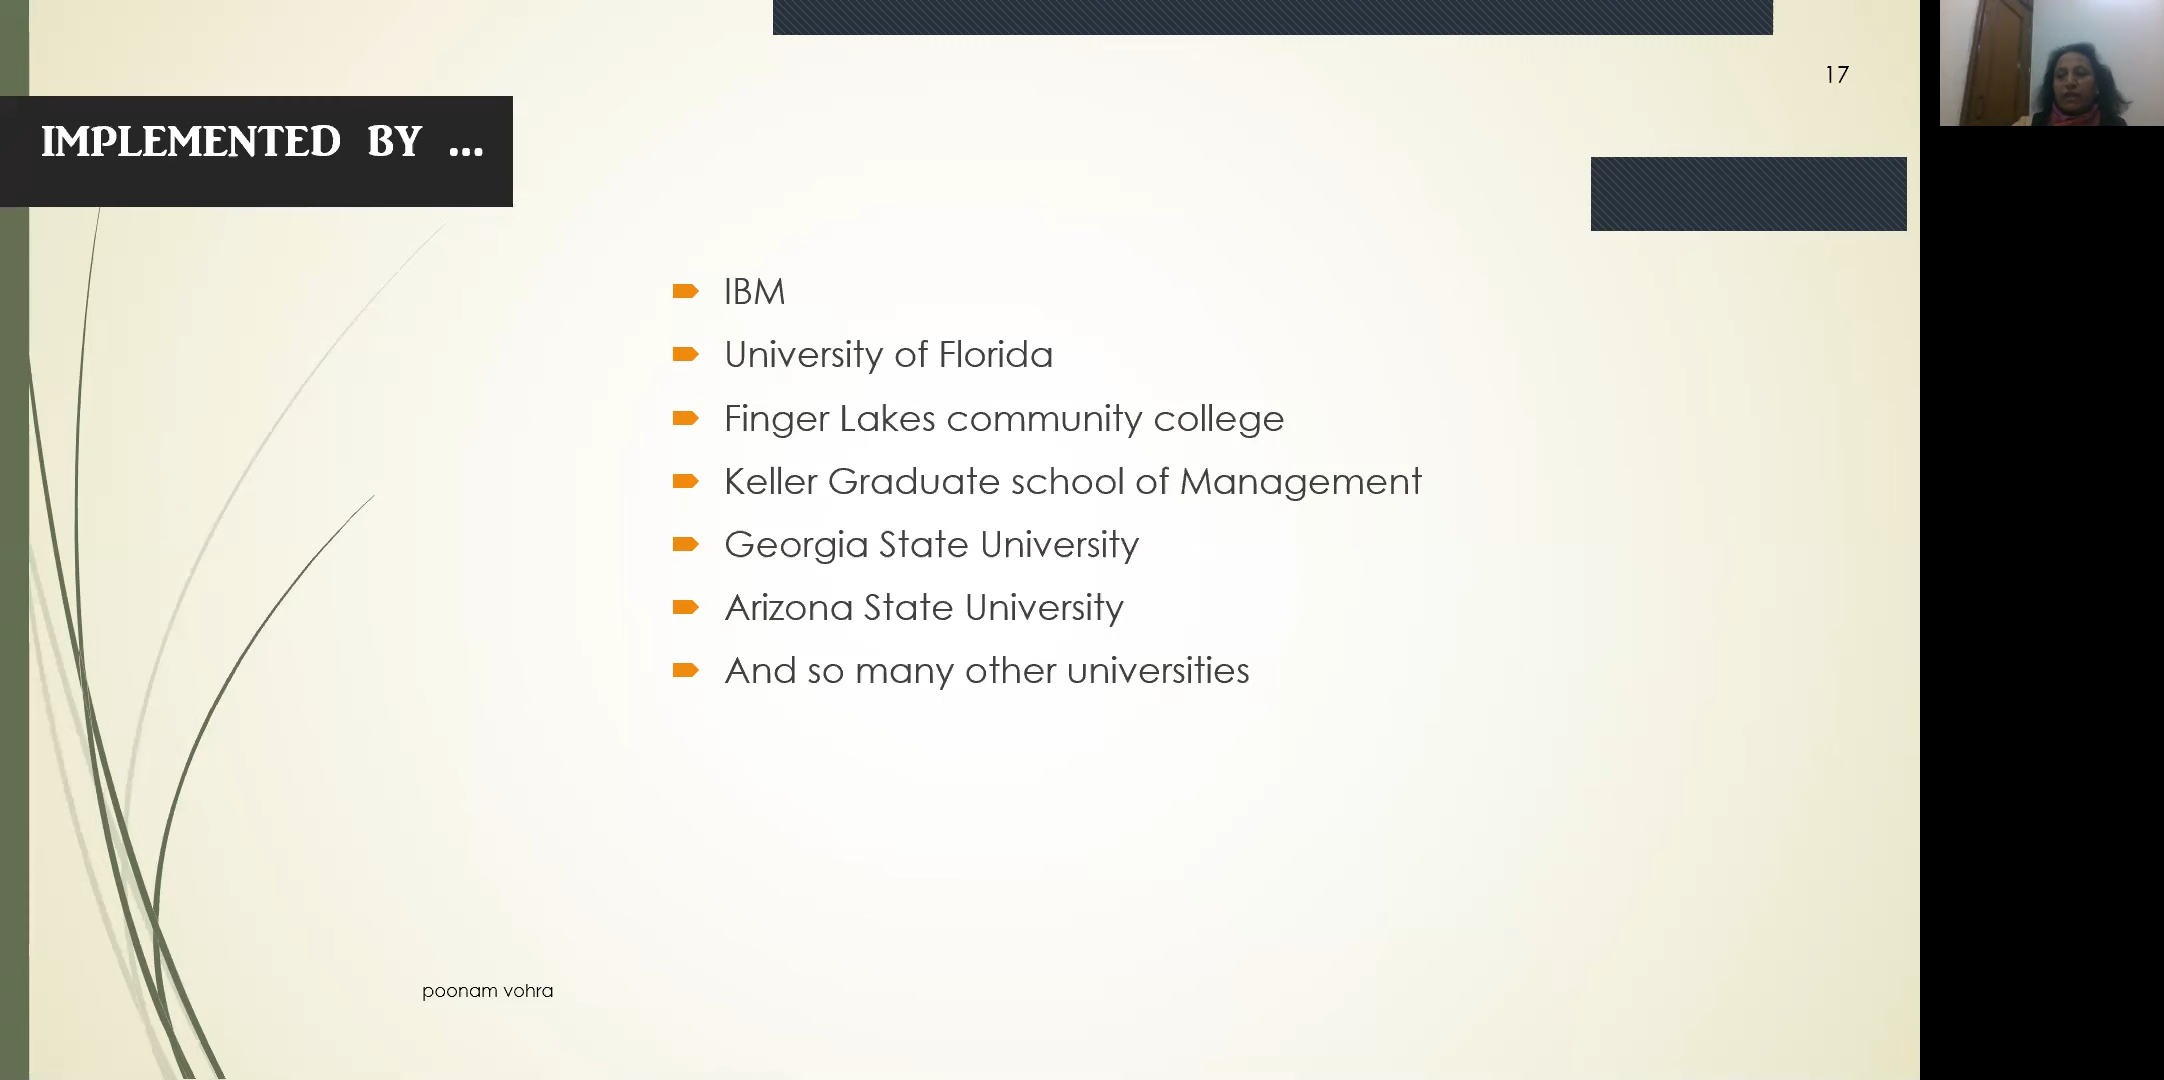 17
IMPLEMENTED BY ...
IBM
University of Florida
Finger Lakes community college
Keller Graduate school of Management
Georgia State University
Arizona State University
And so many other universities
poonam vohra